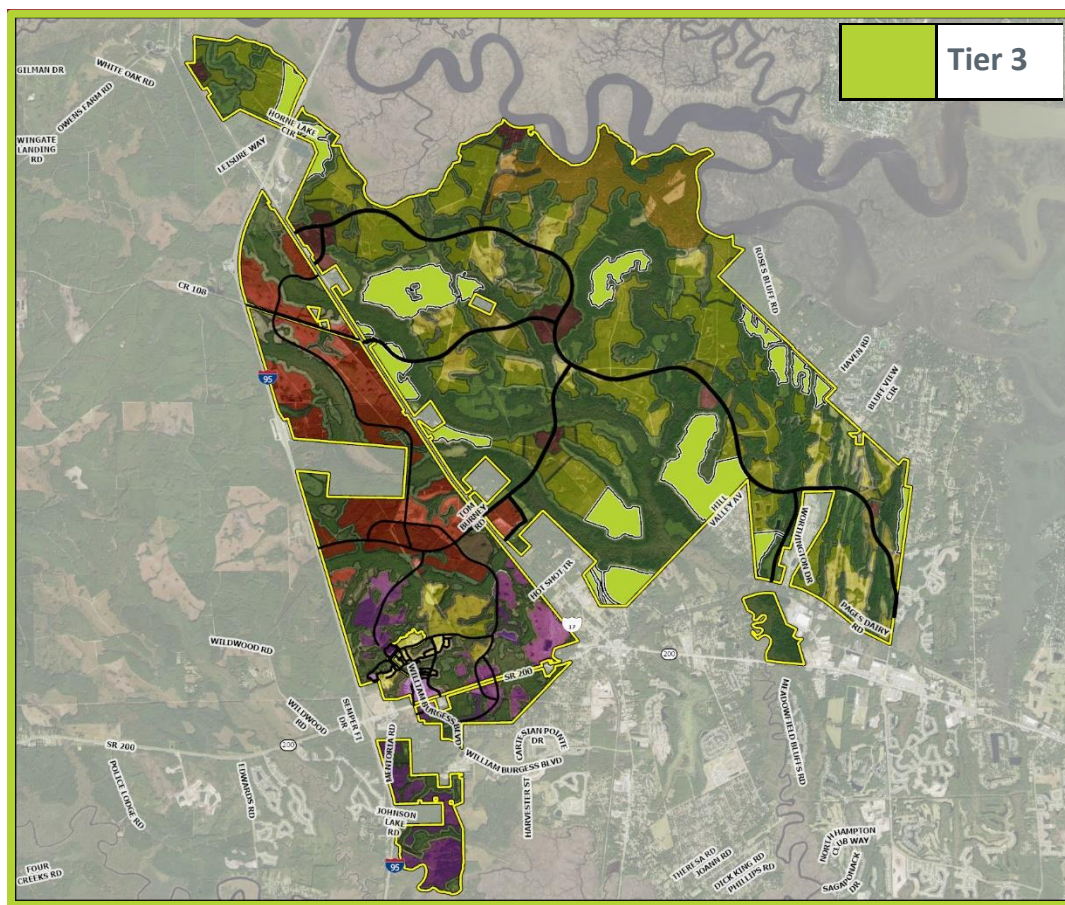 Tier 3
GILMAN DR
WHITE OAK RD
OWENS FARM RD
WINGATE
LANDING
RD
LEISURE WAY
HORNE LAKE
CIR
CR 108
95
ROSES BLUFF RD
HAVEN RD
BLUFF VIEW
CIR
TOM
BURNEY
RD
HILL
VALLEY AV
WORTHINGTON DR
HOT SHOT TR
17
PAGES DAIRY
RD
200
WILDWOOD RD
WILDWOOD
RD
SEMPER FI
DR
SR 200
WILLIAM BURGESS BLVD
MEADOWFIELD BLUFFS RD
SR 200
200
MENTORIA RD
CARTESIAN POINTE
DR
WILLIAM BURGESS BLVD
POLICE LODGE RD
EDWARDS RD
HARVESTER ST
JOHNSON
LAKE
RD
95
FOUR
CREEKS RD
THERESA RD
JOANN RD
DICK KING RD
PHILLIPS RD
NORTH HAMPTON
CLUB WAY
SAGAPONACK
DR